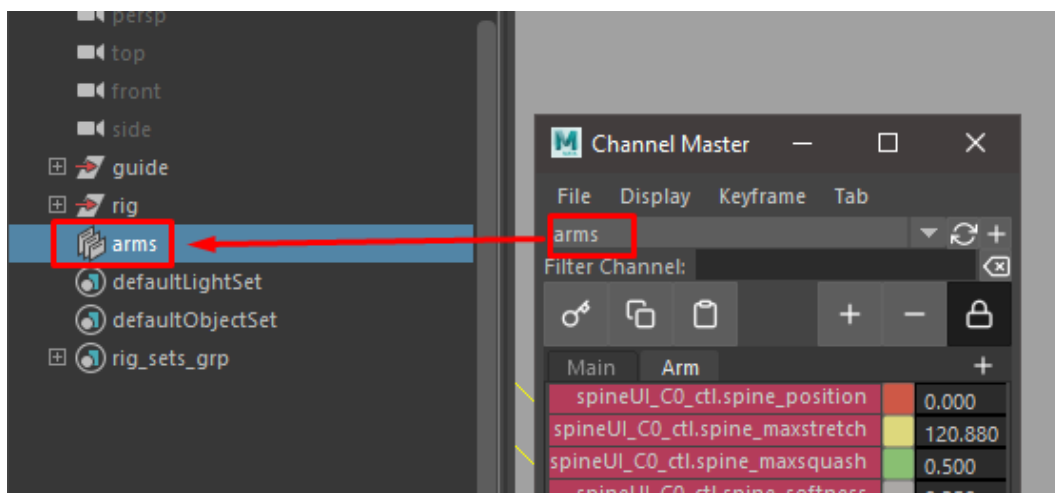 persp
top
front
side
guide
rig
arms
defaultLightSet
defaultObjectSet
rig_sets_grp
Channel Master
File Display Keyframe Tab
arms
Filter Channel:
Main Arm
spineUI_C0_ctl.spine_position 0.000
spineUI_C0_ctl.spine_maxstretch 120.880
spineUI_C0_ctl.spine_maxsquash 0.500